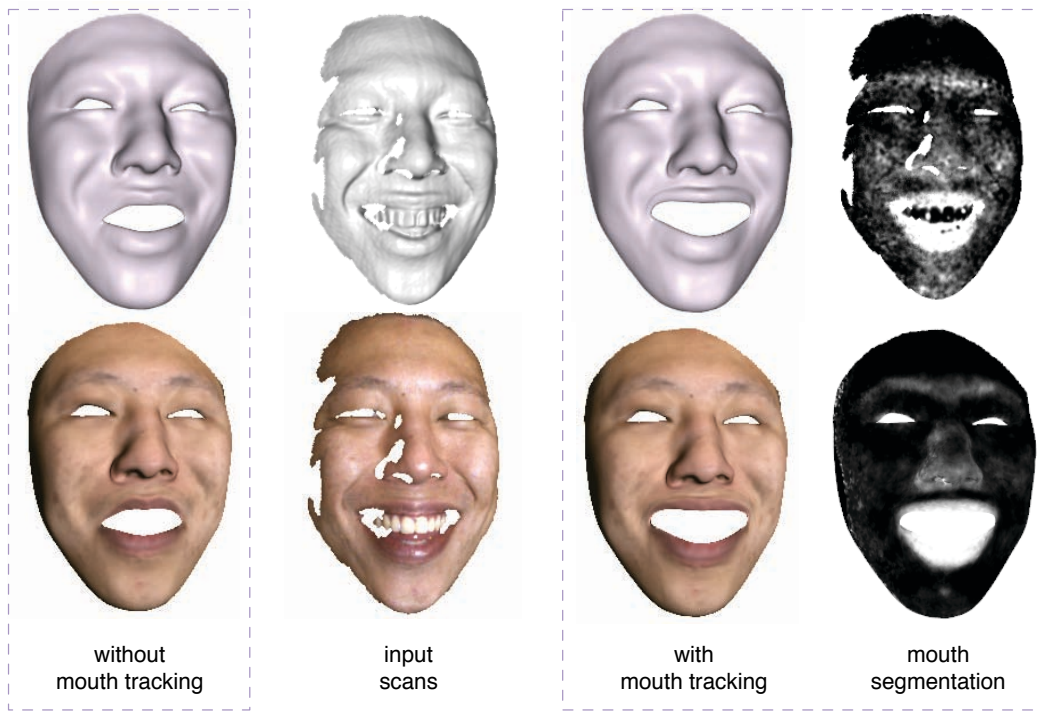 without
mouth tracking
input
scans
with
mouth tracking
mouth
segmentation